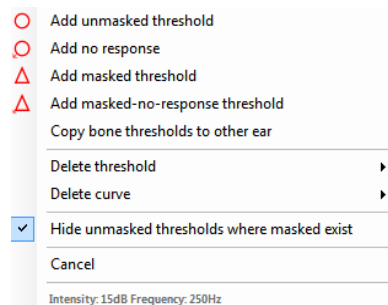 Add unmasked threshold
Add no response
Add masked threshold
Add masked-no-response threshold
Copy bone thresholds to other ear
Delete threshold
Delete curve
Hide unmasked thresholds where masked exist
Cancel
Intensity: 15dB Frequency: 250Hz